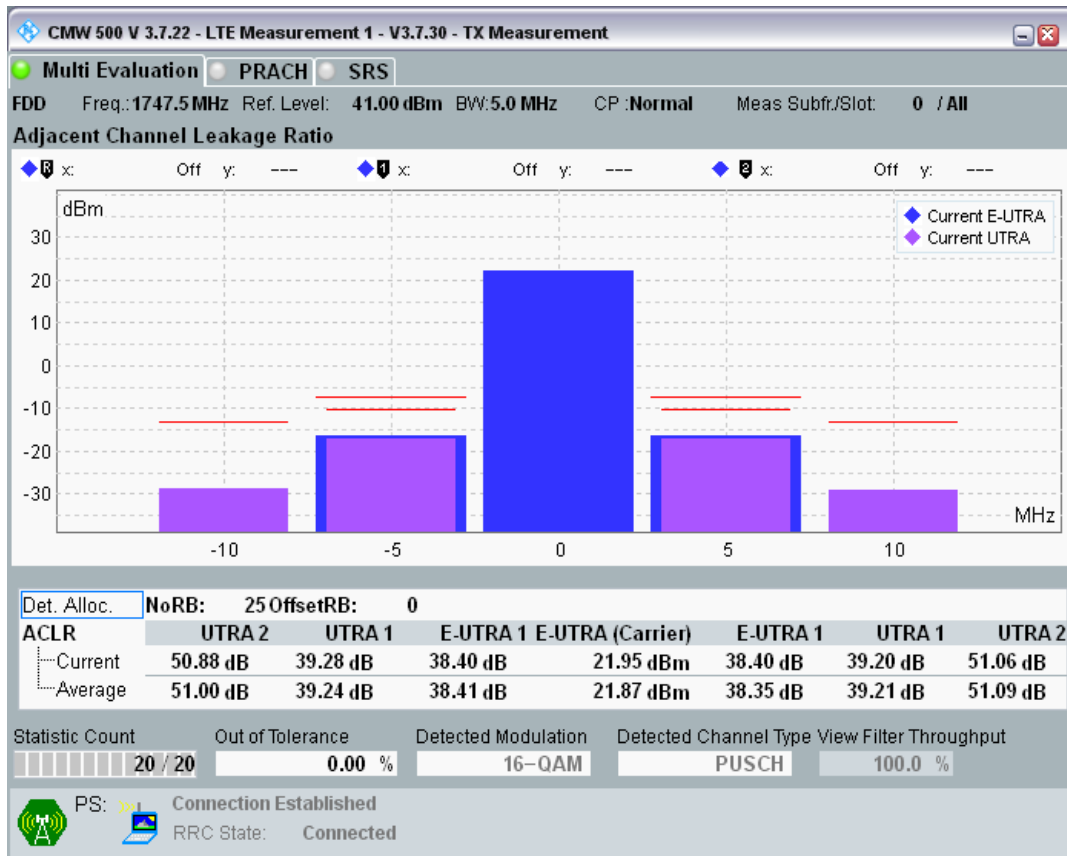 CMW 500 V 3.7.22 - LTE Measurement 1 - V3.7.30 - TX Measurement
Multi Evaluation PRACH SRS
FDD Freq.:1747.5 MHz Ref. Level: 41.00 dBm BW:5.0 MHz CP :Normal Meas Subfr./Slot: 0 / All
Adjacent Channel Leakage Ratio
R x: Off y: --- 1 x: Off y: --- 2 x: Off y: ---
dBm
Current E-UTRA
Current UTRA
30
20
10
0
-10
-20
-30
MHz
-10 -5 0 5 10
Det. Alloc. NoRB: 25 OffsetRB: 0
ACLR UTRA 2 UTRA 1 E-UTRA 1 E-UTRA (Carrier) E-UTRA 1 UTRA 1 UTRA 2
Current 50.88 dB 39.28 dB 38.40 dB 21.95 dBm 38.40 dB 39.20 dB 51.06 dB
Average 51.00 dB 39.24 dB 38.41 dB 21.87 dBm 38.35 dB 39.21 dB 51.09 dB
Statistic Count Out of Tolerance Detected Modulation Detected Channel Type View Filter Throughput
20 / 20 0.00 % 16-QAM PUSCH 100.0 %
PS: Connection Established
RRC State: Connected